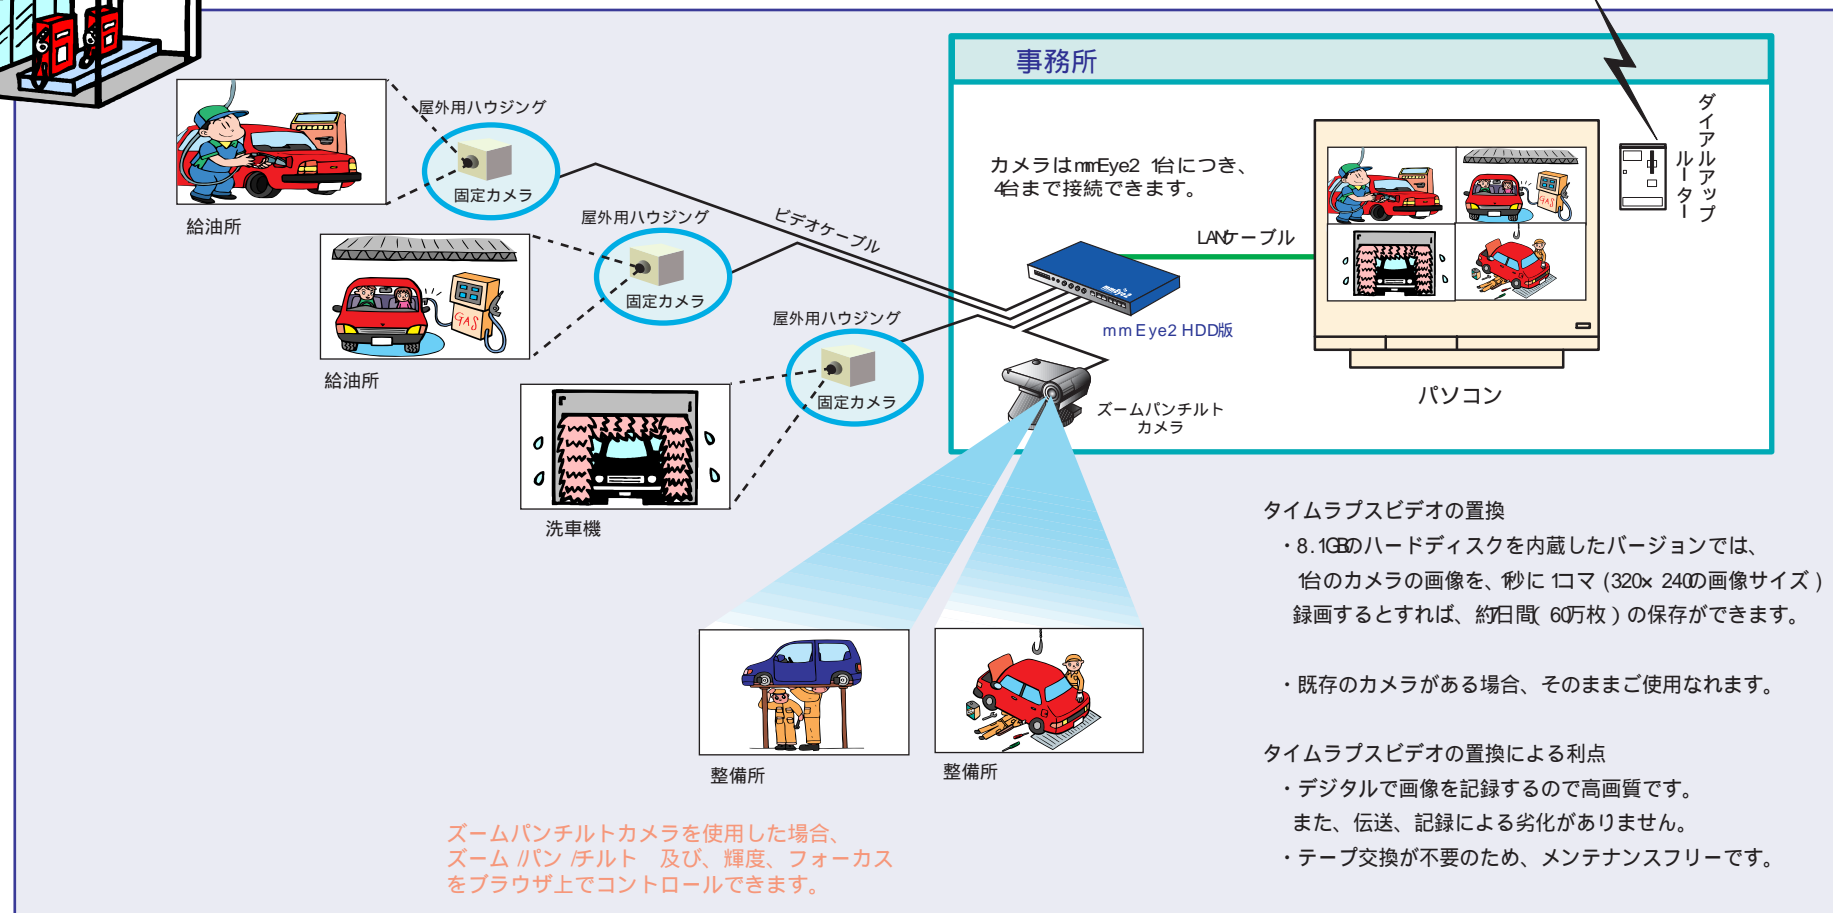 事務所
屋外用ハウジング
固定カメラ
給油所
屋外用ハウジング
固定カメラ
給油所
ビデオケーブル
屋外用ハウジング
固定カメラ
洗車機
カメラはmmEye2 1台につき、
4台まで接続できます。
LANケーブル
mmEye2
mmEye2 HDD版
GAS
GAS
パソコン
ダイアルアップ
ルーター
ズームパンチルト
カメラ
整備所
整備所
ズームパンチルトカメラを使用した場合、
ズーム/パン/チルト 及び、輝度、フォーカス
をブラウザ上でコントロールできます。
タイムラプスビデオの置換
・8.1GBのハードディスクを内蔵したバージョンでは、
1台のカメラの画像を、1秒に1コマ(320×240の画像サイズ)
録画するとすれば、約7日間(60万枚)の保存ができます。
・既存のカメラがある場合、そのままご使用なれます。
タイムラプスビデオの置換による利点
・デジタルで画像を記録するので高画質です。
また、伝送、記録による劣化がありません。
・テープ交換が不要のため、メンテナンスフリーです。